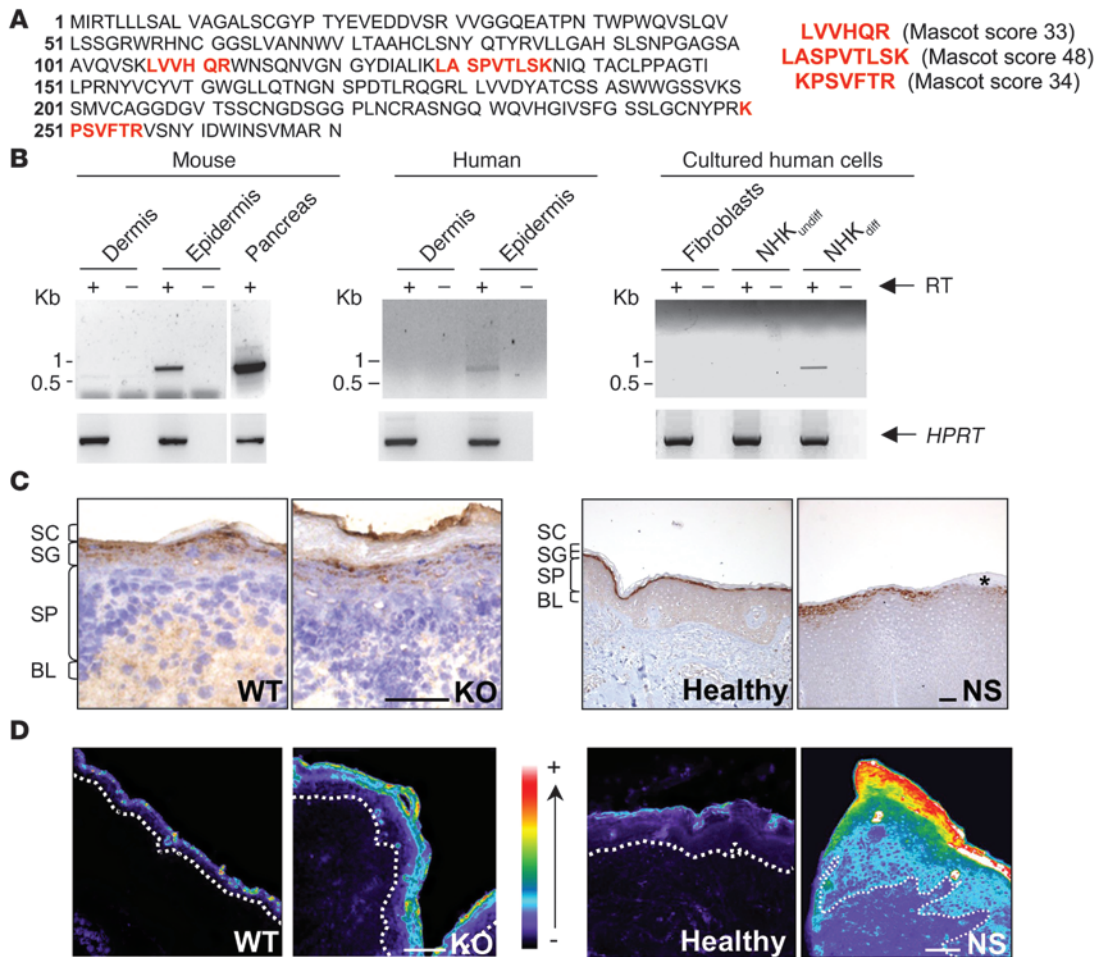 A
1 MIRTLLLSAL VAGALSCGYP TYEVEDDVSR VVGGQEATPN TWPWQVSLQV
51 LSSGRWRHNC GGSLVANNWV LTAAHCLSNY QTYRVLLGAH SLSNPGAGSA
101 AVQVSKLVVH QRWNSQNVGN GYDIALIKLA SPVTLSKNIQ TACLPPAGTI
151 LPRNYVCYVT GWGLLQTNGN SPDTLRQGRL LVVDYATCSS ASWWGSSVKS
201 SMVCAGGDGV TSSCNGDSGG PLNCRASNGQ WQVHGIVSFG SSLGCNYPRK
251 PSVFTRVSNY IDWINSVMAR N
LVVHQR (Mascot score 33)
LASPVTLSK (Mascot score 48)
KPSVFTR (Mascot score 34)
B
Mouse
Human
Cultured human cells
Dermis
Epidermis
Pancreas
Dermis
Epidermis
Fibroblasts
NHKundiff
NHKdiff
+ − + − +
+ − + −
+ − + − + −
RT
Kb
1
0.5
Kb
1
0.5
Kb
1
0.5
HPRT
C
SC
SG
SP
BL
WT
KO
SC
SG
SP
BL
Healthy
*
NS
D
WT
KO
+
-
Healthy
NS